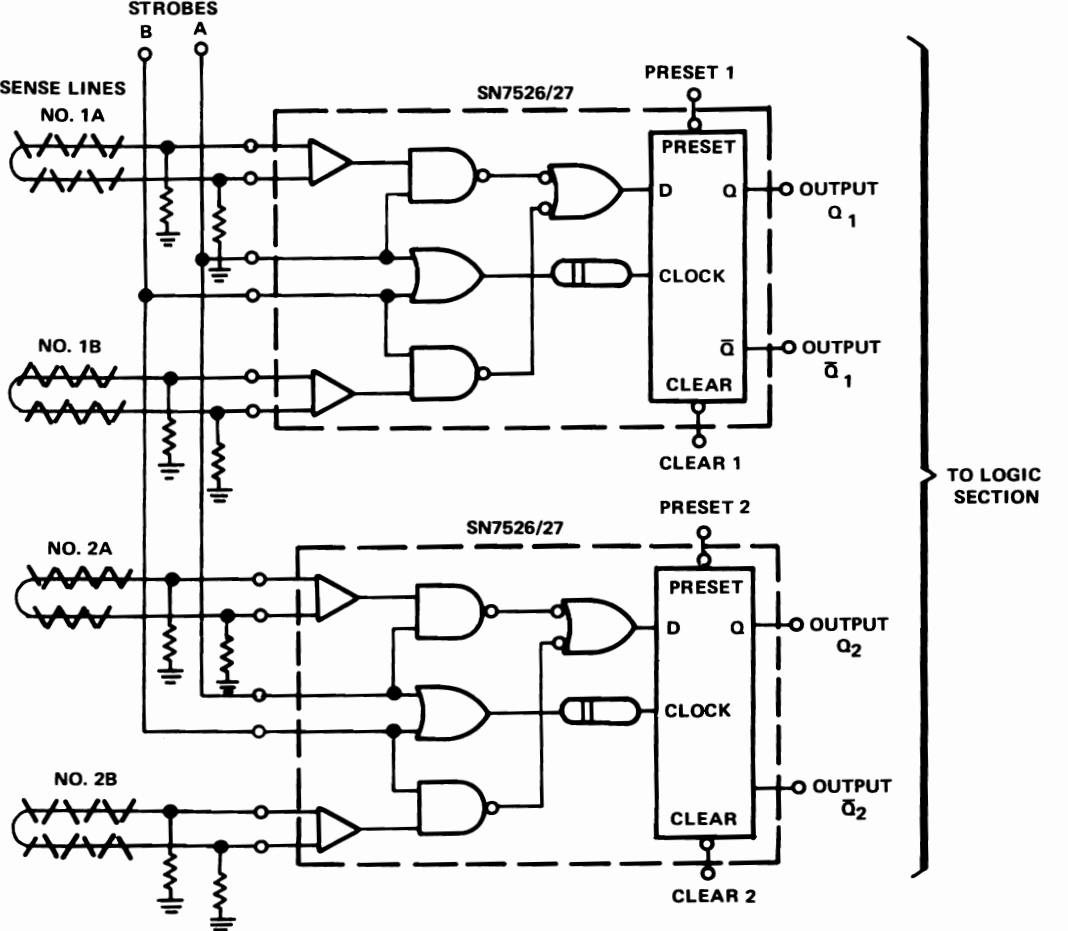 STROBES
B A
SENSE LINES
NO. 1A
SN7526/27
PRESET 1
PRESET
D Q
OUTPUT
Q 1
CLOCK
NO. 1B
Q̅
OUTPUT
Q̅ 1
CLEAR
CLEAR 1
TO LOGIC
SECTION
PRESET 2
SN7526/27
NO. 2A
PRESET
D Q
OUTPUT
Q2
CLOCK
NO. 2B
OUTPUT
Q̅2
CLEAR
CLEAR 2